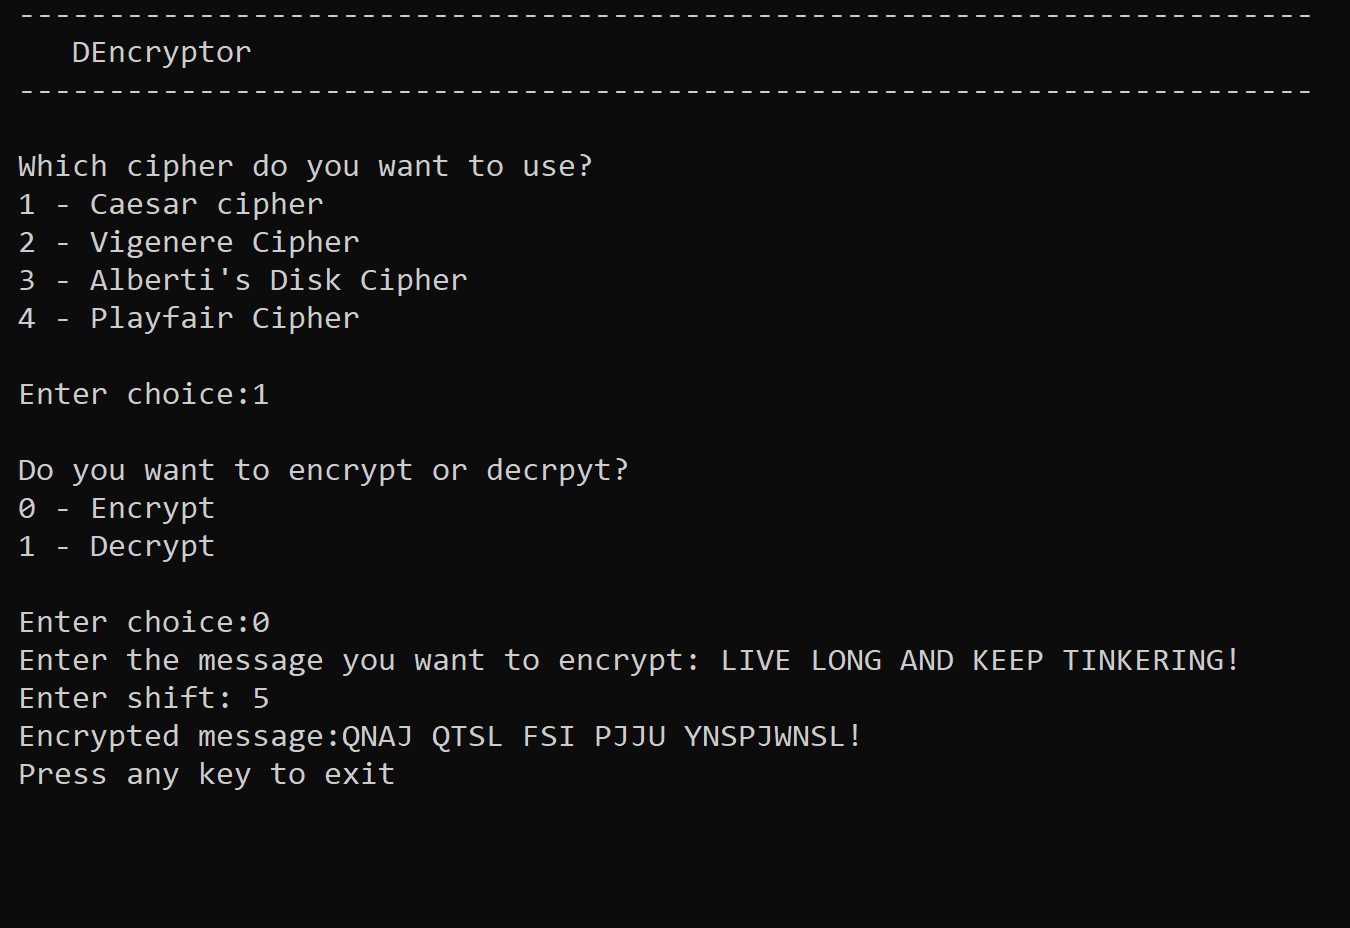 ------------------------------------------------------------------------
DEncryptor
------------------------------------------------------------------------
Which cipher do you want to use?
1 - Caesar cipher
2 - Vigenere Cipher
3 - Alberti's Disk Cipher
4 - Playfair Cipher
Enter choice:1
Do you want to encrypt or decrpyt?
0 - Encrypt
1 - Decrypt
Enter choice:0
Enter the message you want to encrypt: LIVE LONG AND KEEP TINKERING!
Enter shift: 5
Encrypted message:QNAJ QTSL FSI PJJU YNSPJWNSL!
Press any key to exit